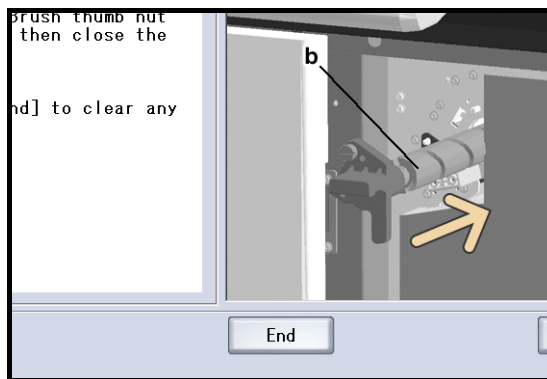 Brush thumb nut
then close the
nd] to clear any
b
End